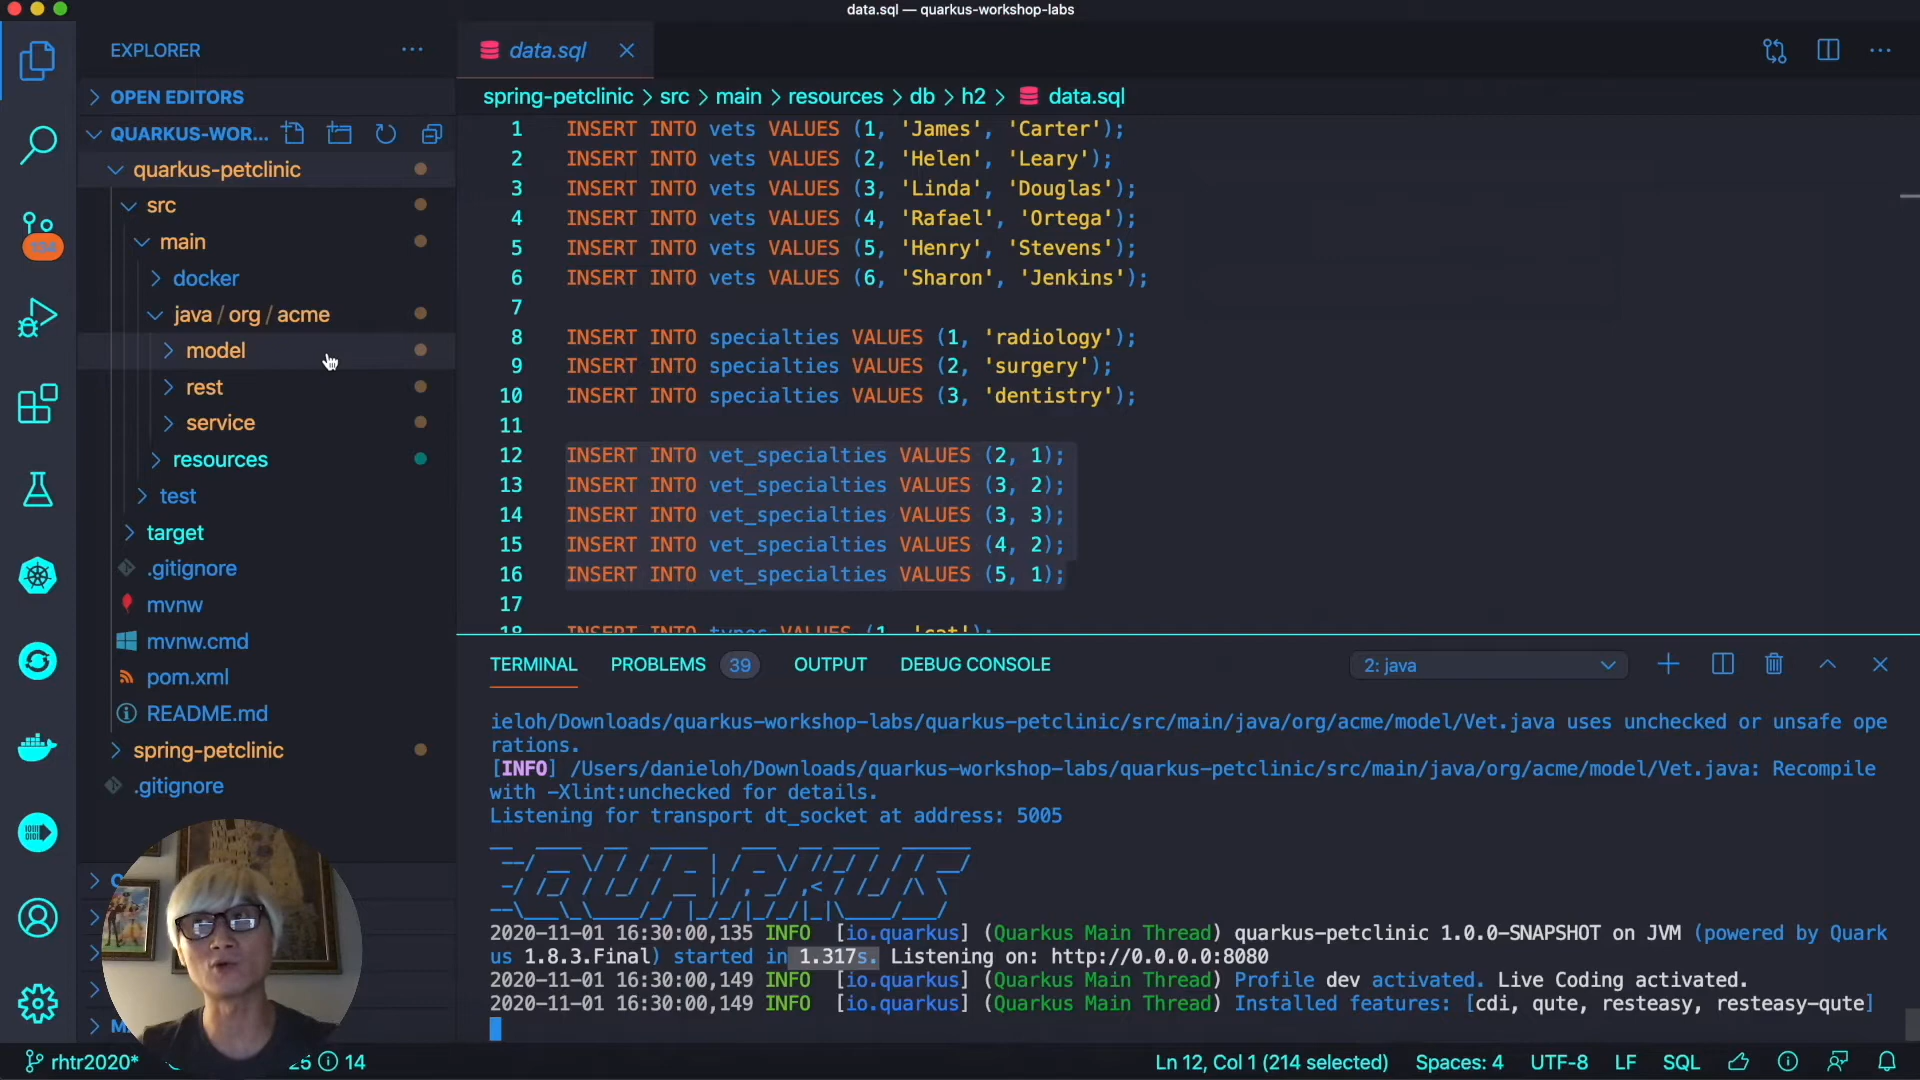 data.sql — quarkus-workshop-labs
EXPLORER
data.sql
OPEN EDITORS
spring-petclinic > src > main > resources > db > h2 > data.sql
QUARKUS-WOR...
quarkus-petclinic
src
main
docker
java / org / acme
model
rest
service
resources
test
target
.gitignore
mvnw
mvnw.cmd
pom.xml
README.md
spring-petclinic
.gitignore
1 INSERT INTO vets VALUES (1, 'James', 'Carter');
2 INSERT INTO vets VALUES (2, 'Helen', 'Leary');
3 INSERT INTO vets VALUES (3, 'Linda', 'Douglas');
4 INSERT INTO vets VALUES (4, 'Rafael', 'Ortega');
5 INSERT INTO vets VALUES (5, 'Henry', 'Stevens');
6 INSERT INTO vets VALUES (6, 'Sharon', 'Jenkins');
7
8 INSERT INTO specialties VALUES (1, 'radiology');
9 INSERT INTO specialties VALUES (2, 'surgery');
10 INSERT INTO specialties VALUES (3, 'dentistry');
11
12 INSERT INTO vet_specialties VALUES (2, 1);
13 INSERT INTO vet_specialties VALUES (3, 2);
14 INSERT INTO vet_specialties VALUES (3, 3);
15 INSERT INTO vet_specialties VALUES (4, 2);
16 INSERT INTO vet_specialties VALUES (5, 1);
17
18 INSERT INTO types VALUES (1, 'cat');
TERMINAL PROBLEMS 39 OUTPUT DEBUG CONSOLE 2: java
ieloh/Downloads/quarkus-workshop-labs/quarkus-petclinic/src/main/java/org/acme/model/Vet.java uses unchecked or unsafe ope
rations.
[INFO] /Users/danieloh/Downloads/quarkus-workshop-labs/quarkus-petclinic/src/main/java/org/acme/model/Vet.java: Recompile
with -Xlint:unchecked for details.
Listening for transport dt_socket at address: 5005
QUARKUS
2020-11-01 16:30:00,135 INFO [io.quarkus] (Quarkus Main Thread) quarkus-petclinic 1.0.0-SNAPSHOT on JVM (powered by Quark
us 1.8.3.Final) started in 1.317s. Listening on: http://0.0.0.0:8080
2020-11-01 16:30:00,149 INFO [io.quarkus] (Quarkus Main Thread) Profile dev activated. Live Coding activated.
2020-11-01 16:30:00,149 INFO [io.quarkus] (Quarkus Main Thread) Installed features: [cdi, qute, resteasy, resteasy-qute]
rhtr2020* 14 Ln 12, Col 1 (214 selected) Spaces: 4 UTF-8 LF SQL